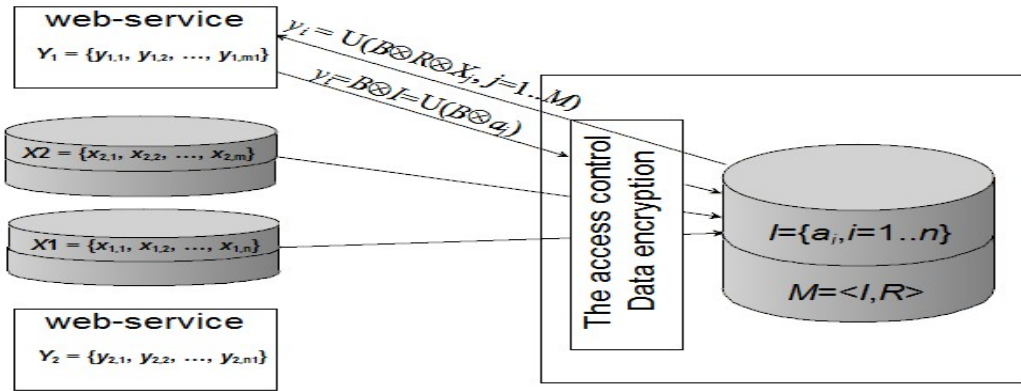 web-service
Y₁ = {y₁,₁, y₁,₂, ..., y₁,ₘ₁}
yᵢ = U(B⊗R⊗Xⱼ, j=1..M)
yᵢ=B⊗I=U(B⊗aᵢ)
X2 = {x₂,₁, x₂,₂, ..., x₂,ₘ}
X1 = {x₁,₁, x₁,₂, ..., x₁,ₙ}
web-service
Y₂ = {y₂,₁, y₂,₂, ..., y₂,ₙ₁}
The access control
Data encryption
I={aᵢ,i=1..n}
M=<I,R>